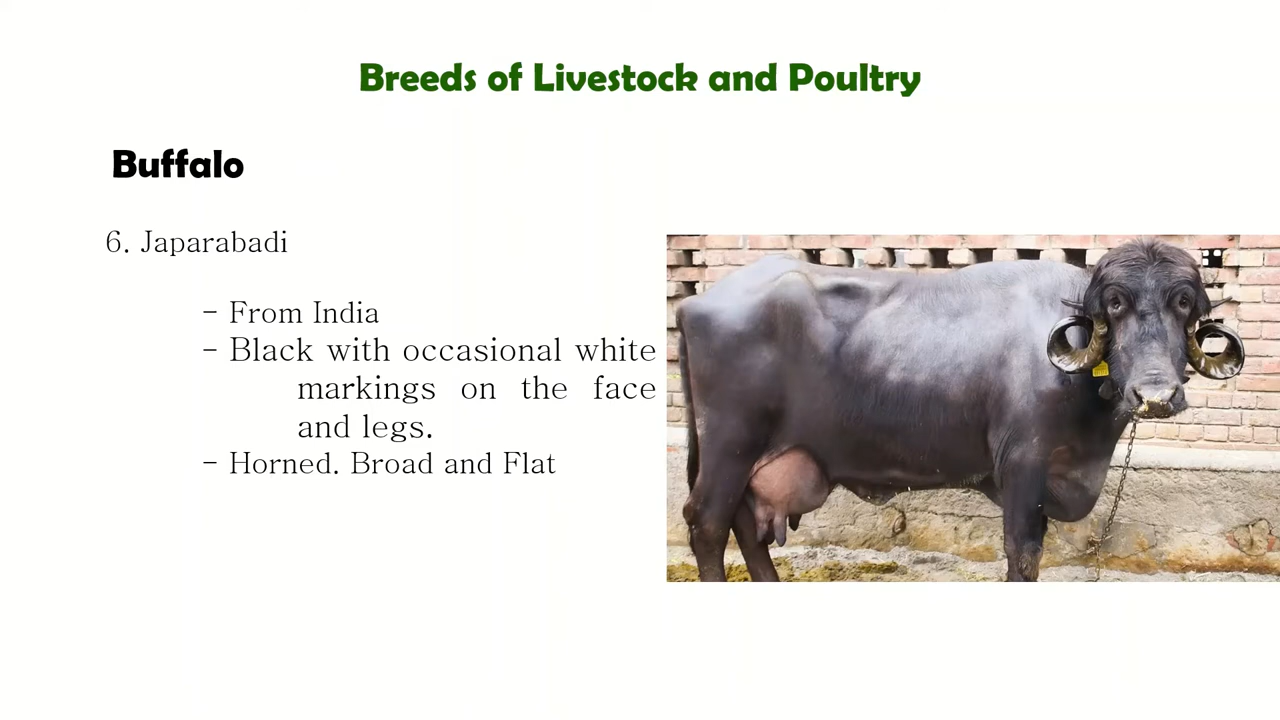 Breeds of Livestock and Poultry
Buffalo
6. Japarabadi
- From India
- Black with occasional white
markings on the face
and legs.
- Horned. Broad and Flat